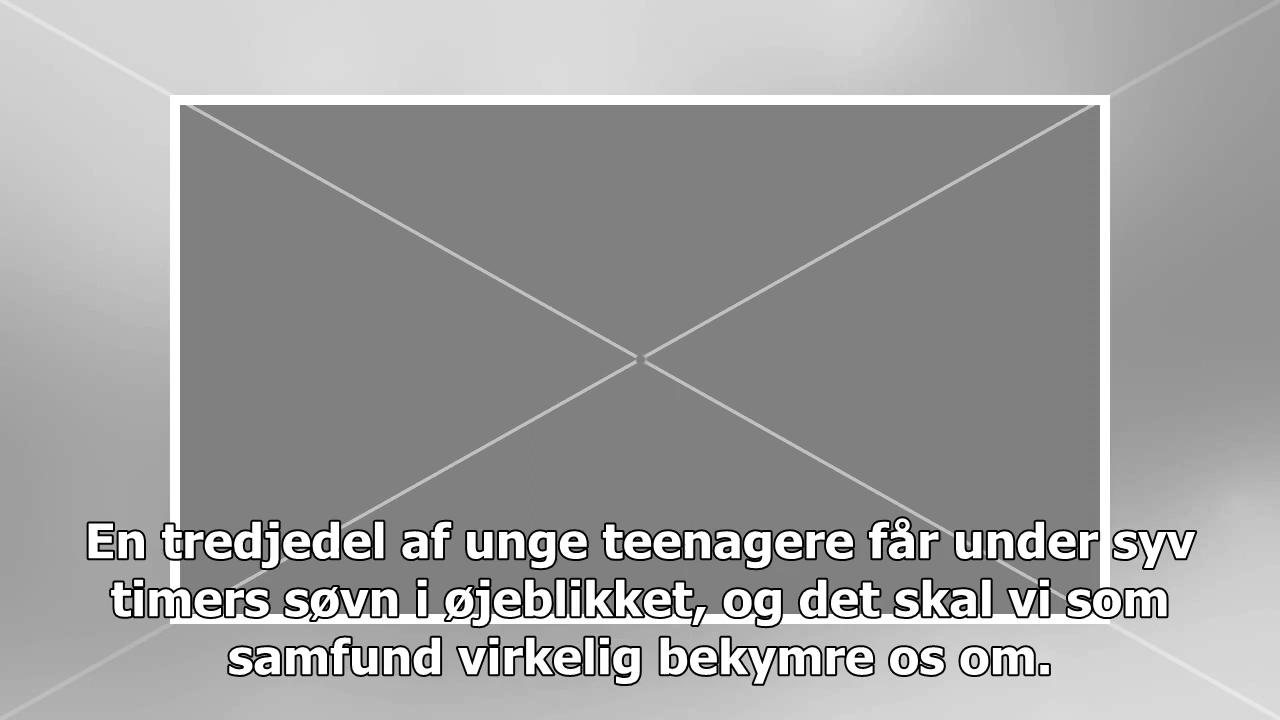 En tredjedel af unge teenagere får under syv
timers søvn i øjeblikket, og det skal vi som
samfund virkelig bekymre os om.